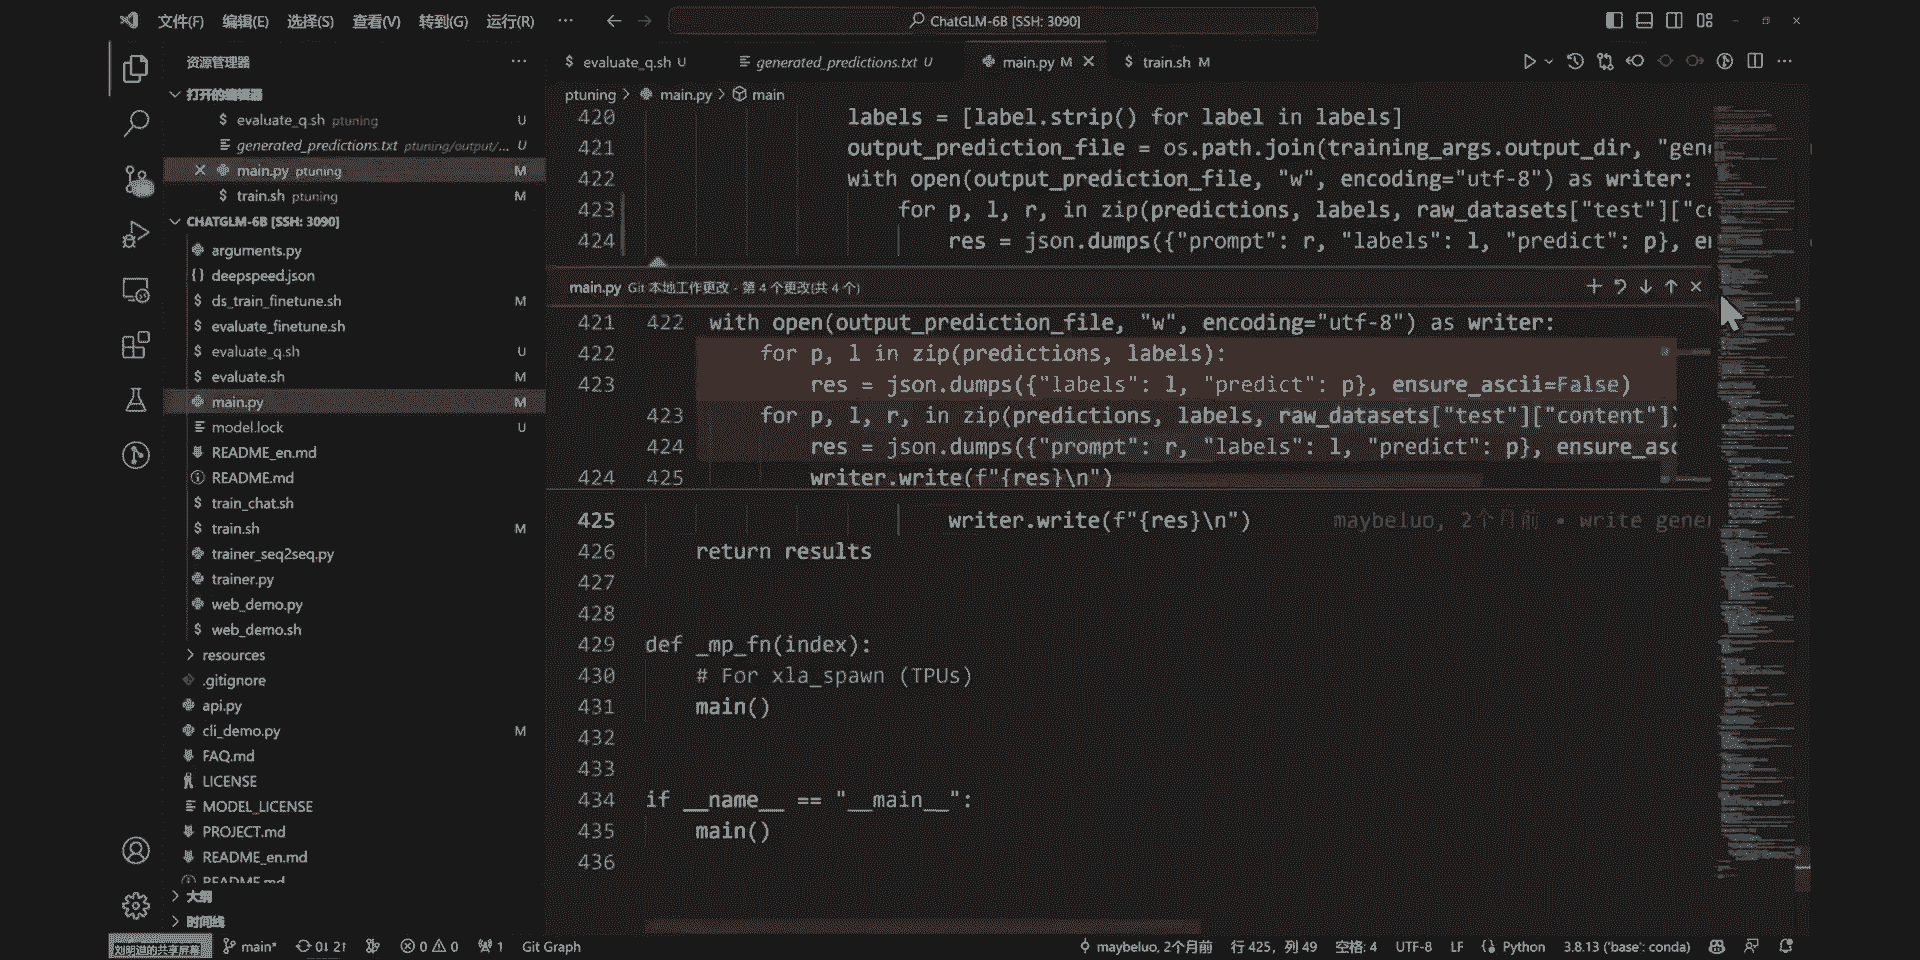 文件(F) 编辑(E) 选择(S) 查看(V) 转到(G) 运行(R) ··· ChatGLM-6B [SSH: 3090]
资源管理器 ···
打开的编辑器
$ evaluate_q.sh ptuning U
generated_predictions.txt ptuning/output/... U
main.py ptuning M
$ train.sh ptuning M
CHATGLM-6B [SSH: 3090]
arguments.py
{} deepspeed.json
$ ds_train_finetune.sh M
$ evaluate_finetune.sh
$ evaluate_q.sh U
$ evaluate.sh M
main.py M
model.lock U
README_en.md
README.md
$ train_chat.sh
$ train.sh M
trainer_seq2seq.py
trainer.py
web_demo.py
$ web_demo.sh
resources
.gitignore
api.py
cli_demo.py M
FAQ.md
LICENSE
MODEL_LICENSE
PROJECT.md
README_en.md
README.md
大纲
时间线
$ evaluate_q.sh U generated_predictions.txt U main.py M $ train.sh M
ptuning > main.py > main
420 labels = [label.strip() for label in labels]
421 output_prediction_file = os.path.join(training_args.output_dir, "gen
422 with open(output_prediction_file, "w", encoding="utf-8") as writer:
423 for p, l, r, in zip(predictions, labels, raw_datasets["test"]["c
424 res = json.dumps({"prompt": r, "labels": l, "predict": p}, e
main.py Git 本地工作更改 - 第 4 个更改(共 4 个)
421 422 with open(output_prediction_file, "w", encoding="utf-8") as writer:
422 for p, l in zip(predictions, labels):
423 res = json.dumps({"labels": l, "predict": p}, ensure_ascii=False)
423 for p, l, r, in zip(predictions, labels, raw_datasets["test"]["content"]
424 res = json.dumps({"prompt": r, "labels": l, "predict": p}, ensure_asc
424 425 writer.write(f"{res}\n")
425 writer.write(f"{res}\n") maybeluo, 2个月前 • write gene
426 return results
427
428
429 def _mp_fn(index):
430 # For xla_spawn (TPUs)
431 main()
432
433
434 if __name__ == "__main__":
435 main()
436
刘明道的共享屏幕 main* 0↓ 2↑ 0 0 1 Git Graph maybeluo, 2个月前 行 425，列 49 空格: 4 UTF-8 LF Python 3.8.13 ('base': conda)